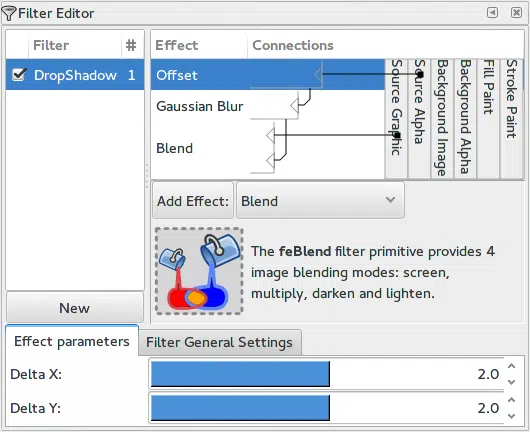 Filter Editor
Filter #
Effect Connections
DropShadow 1
Offset
Gaussian Blur
Blend
Source Graphic
Source Alpha
Background Image
Background Alpha
Fill Paint
Stroke Paint
Add Effect: Blend
The feBlend filter primitive provides 4
image blending modes: screen,
multiply, darken and lighten.
New
Effect parameters Filter General Settings
Delta X: 2.0
Delta Y: 2.0